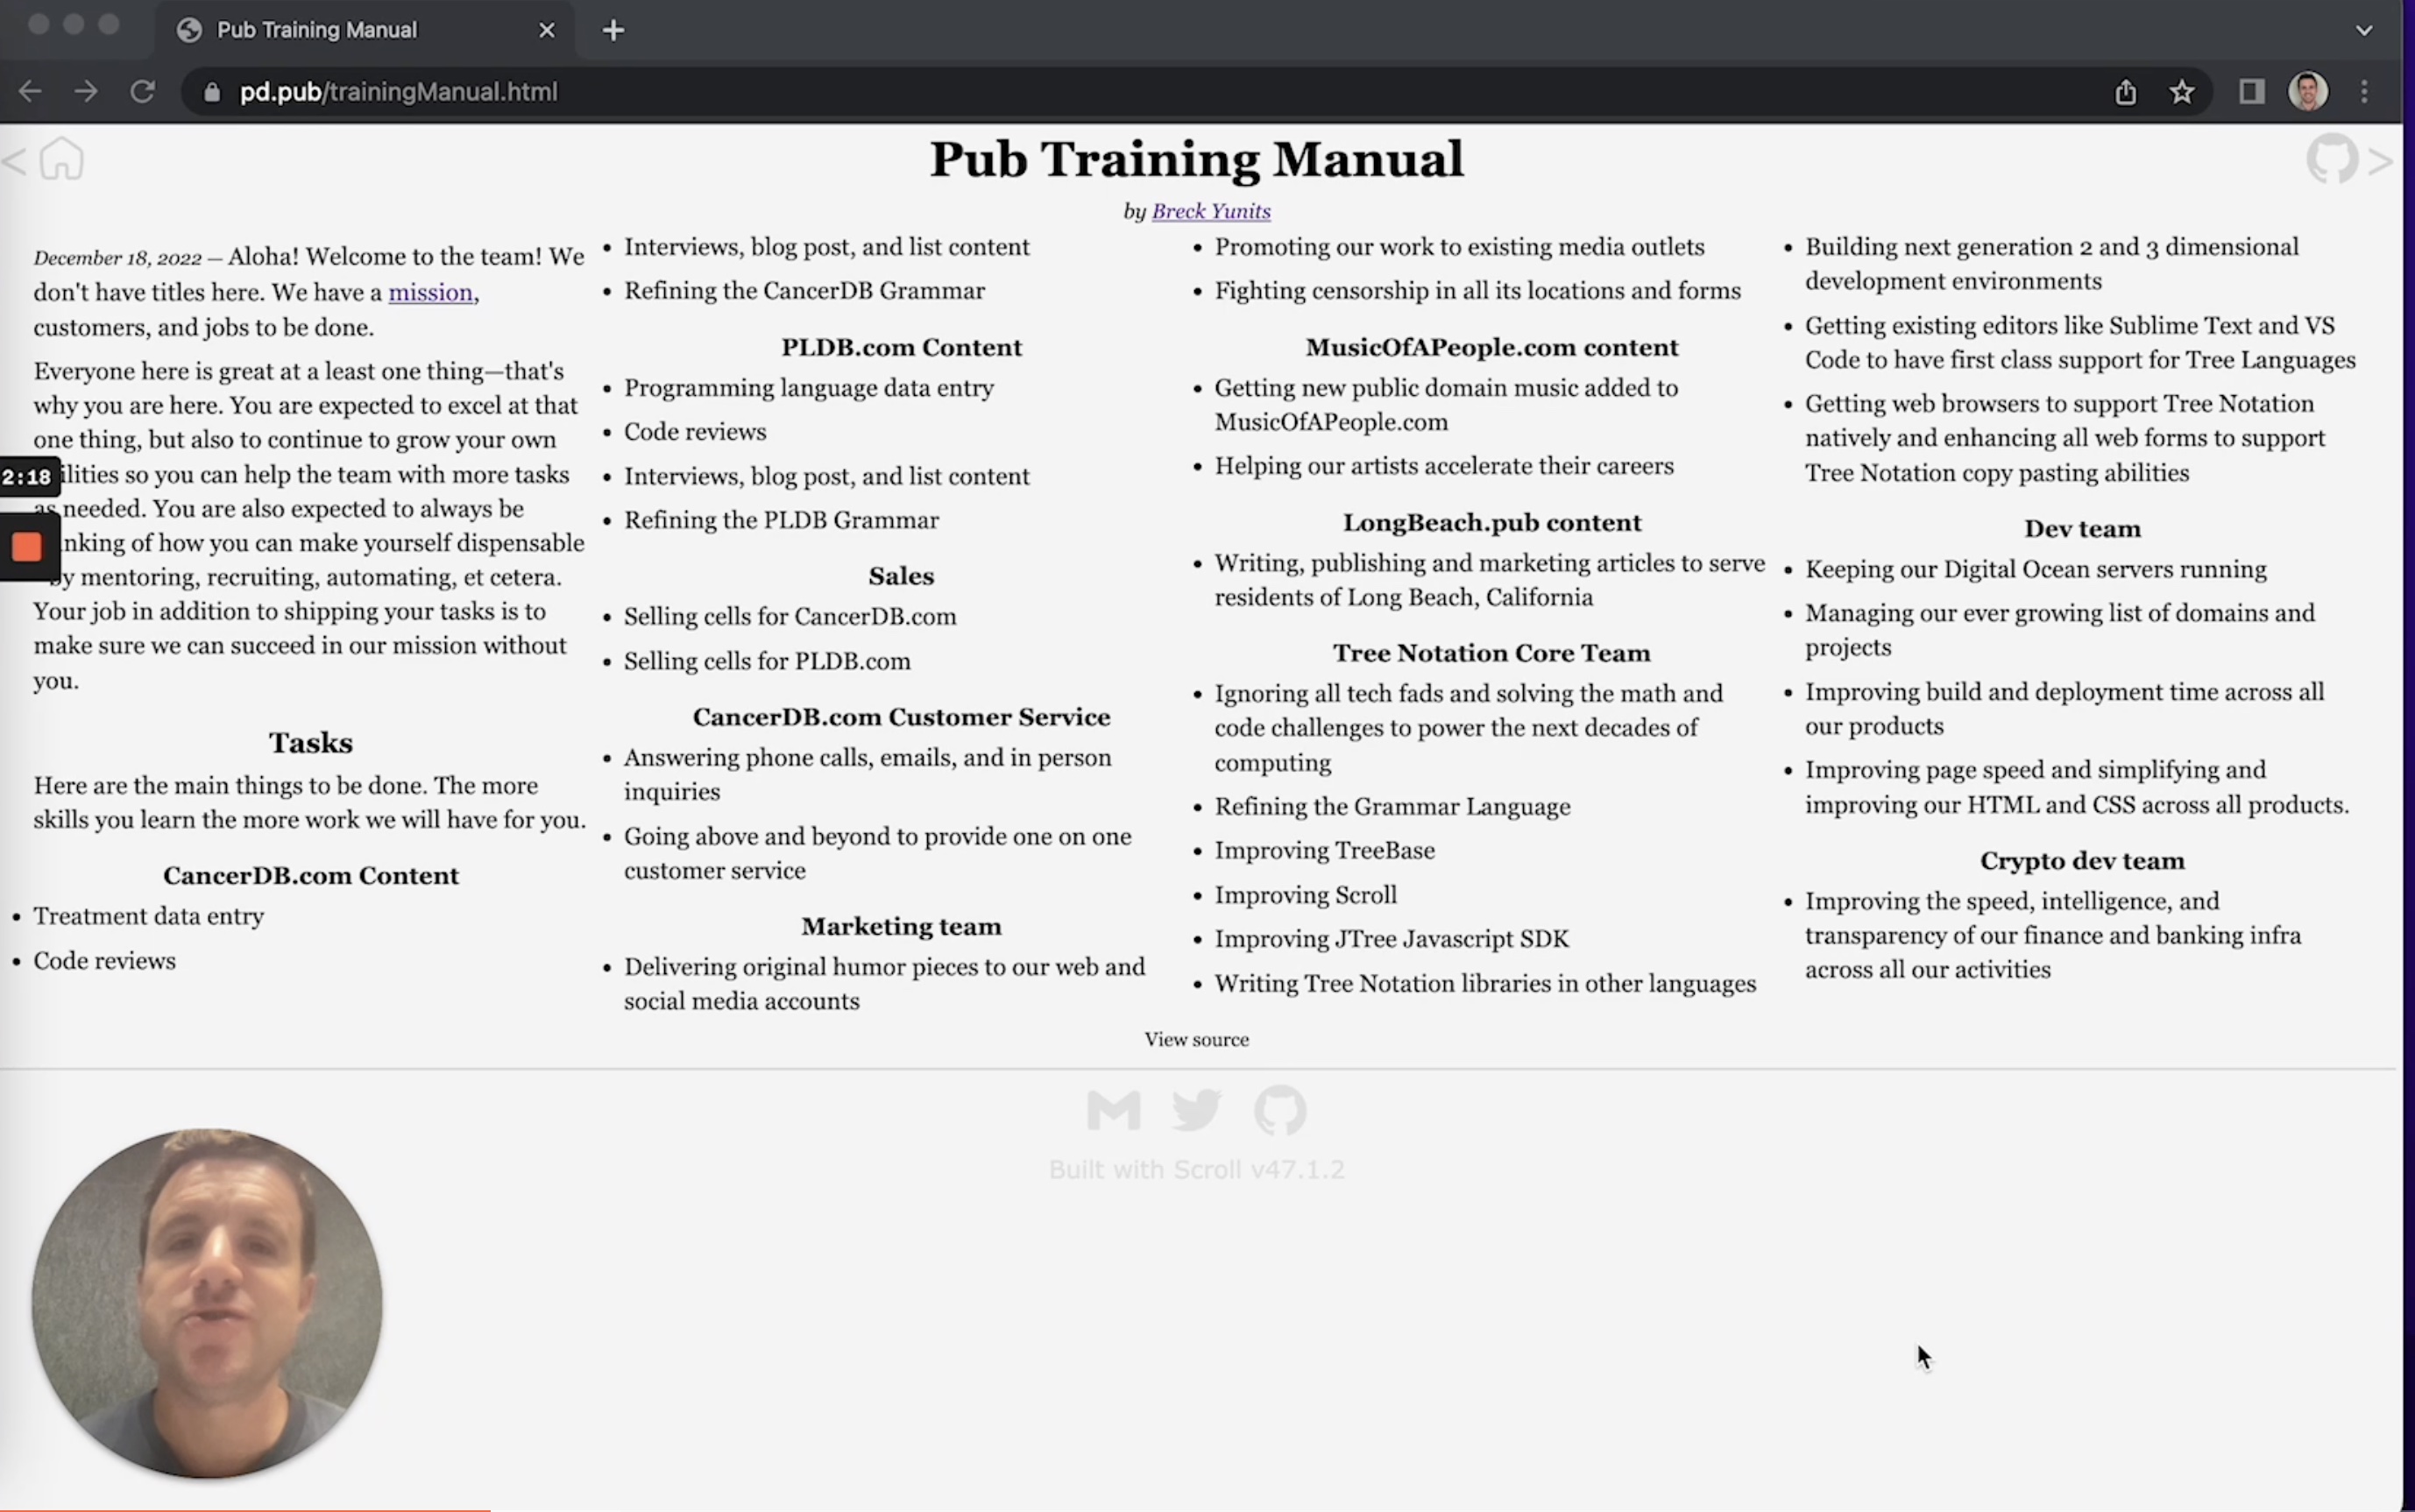 Pub Training Manual
pd.pub/trainingManual.html
Pub Training Manual
by Breck Yunits
December 18, 2022 — Aloha! Welcome to the team! We
don't have titles here. We have a mission,
customers, and jobs to be done.
Everyone here is great at a least one thing—that's
why you are here. You are expected to excel at that
one thing, but also to continue to grow your own
ilities so you can help the team with more tasks
2:18
as needed. You are also expected to always be
nking of how you can make yourself dispensable
by mentoring, recruiting, automating, et cetera.
Your job in addition to shipping your tasks is to
make sure we can succeed in our mission without
you.
Tasks
Here are the main things to be done. The more
skills you learn the more work we will have for you.
CancerDB.com Content
• Treatment data entry
• Code reviews
• Interviews, blog post, and list content
• Refining the CancerDB Grammar
PLDB.com Content
• Programming language data entry
• Code reviews
• Interviews, blog post, and list content
• Refining the PLDB Grammar
Sales
• Selling cells for CancerDB.com
• Selling cells for PLDB.com
CancerDB.com Customer Service
• Answering phone calls, emails, and in person
inquiries
• Going above and beyond to provide one on one
customer service
Marketing team
• Delivering original humor pieces to our web and
social media accounts
• Promoting our work to existing media outlets
• Fighting censorship in all its locations and forms
MusicOfAPeople.com content
• Getting new public domain music added to
MusicOfAPeople.com
• Helping our artists accelerate their careers
LongBeach.pub content
• Writing, publishing and marketing articles to serve
residents of Long Beach, California
Tree Notation Core Team
• Ignoring all tech fads and solving the math and
code challenges to power the next decades of
computing
• Refining the Grammar Language
• Improving TreeBase
• Improving Scroll
• Improving JTree Javascript SDK
• Writing Tree Notation libraries in other languages
• Building next generation 2 and 3 dimensional
development environments
• Getting existing editors like Sublime Text and VS
Code to have first class support for Tree Languages
• Getting web browsers to support Tree Notation
natively and enhancing all web forms to support
Tree Notation copy pasting abilities
Dev team
• Keeping our Digital Ocean servers running
• Managing our ever growing list of domains and
projects
• Improving build and deployment time across all
our products
• Improving page speed and simplifying and
improving our HTML and CSS across all products.
Crypto dev team
• Improving the speed, intelligence, and
transparency of our finance and banking infra
across all our activities
View source
Built with Scroll v47.1.2